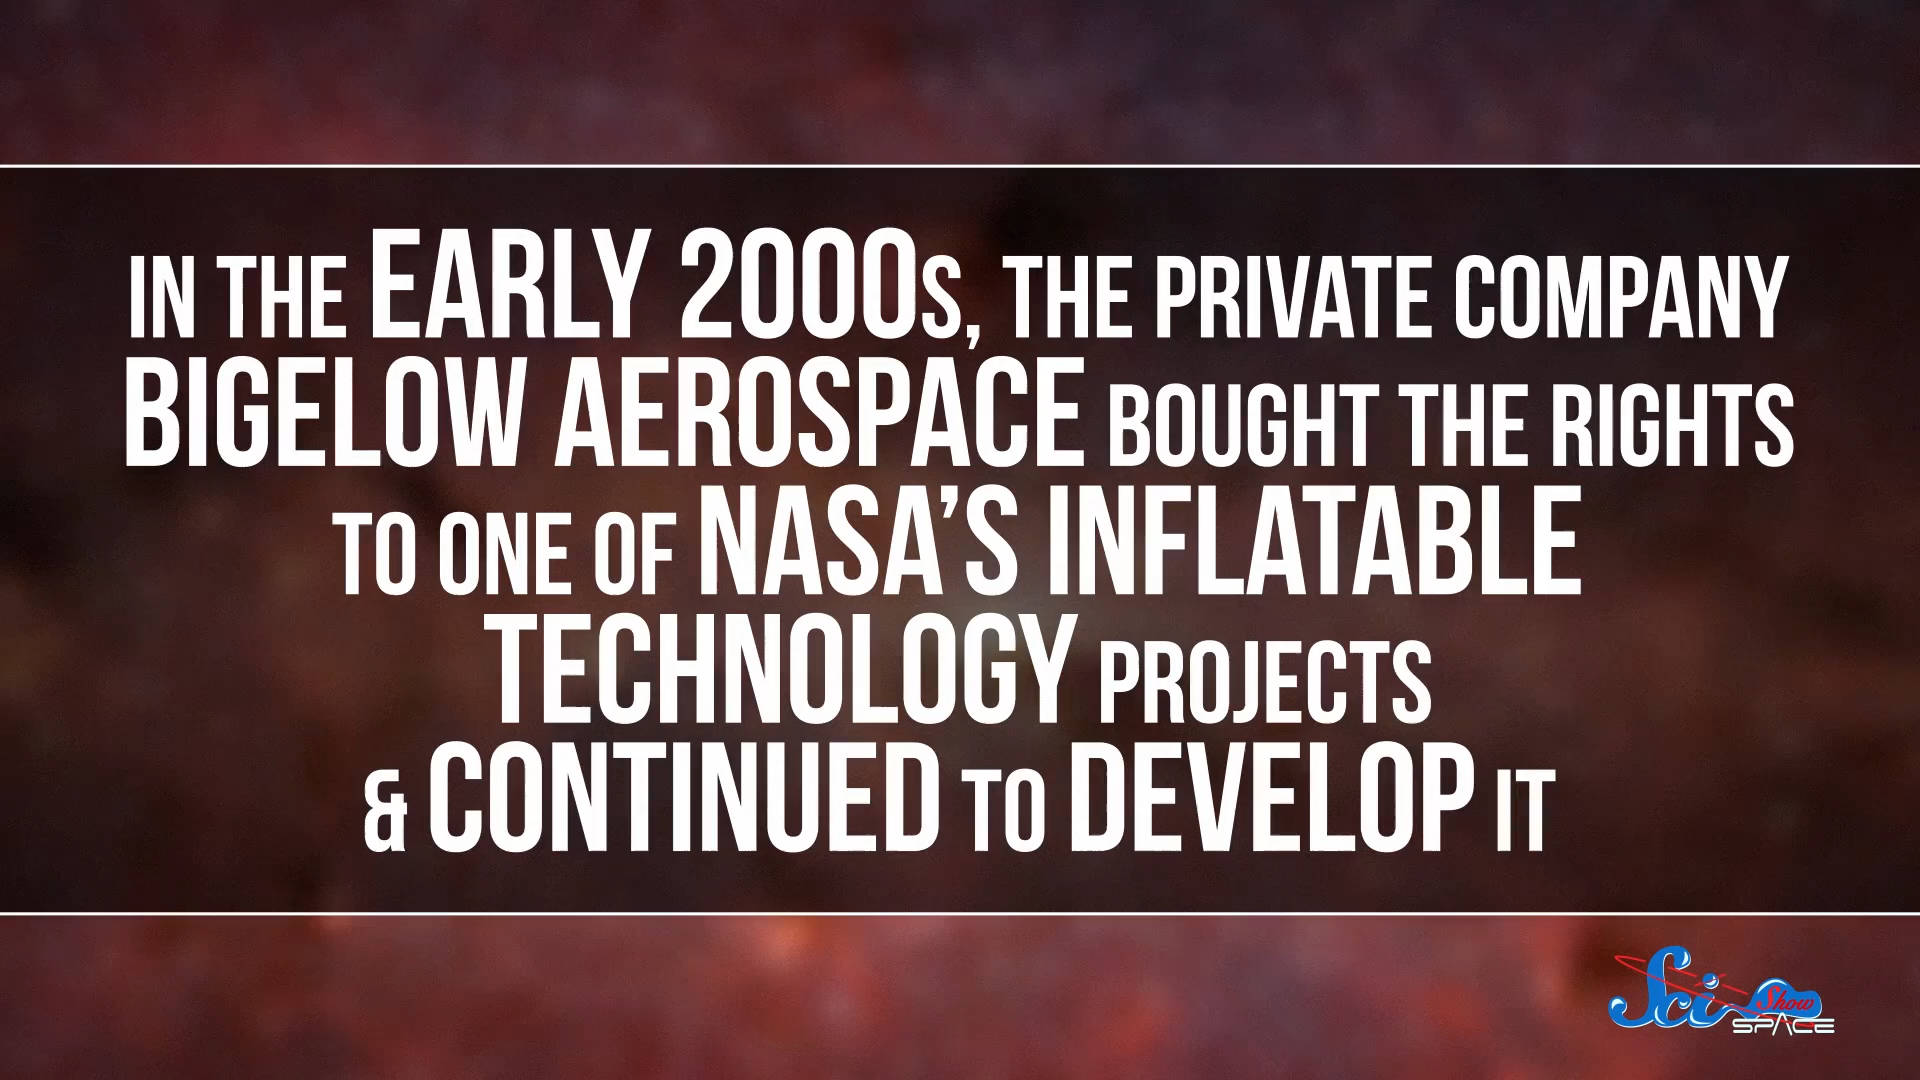 IN THE EARLY 2000s, THE PRIVATE COMPANY
BIGELOW AEROSPACE BOUGHT THE RIGHTS
TO ONE OF NASA'S INFLATABLE
TECHNOLOGY PROJECTS
& CONTINUED TO DEVELOP IT
Sci Show
SPACE